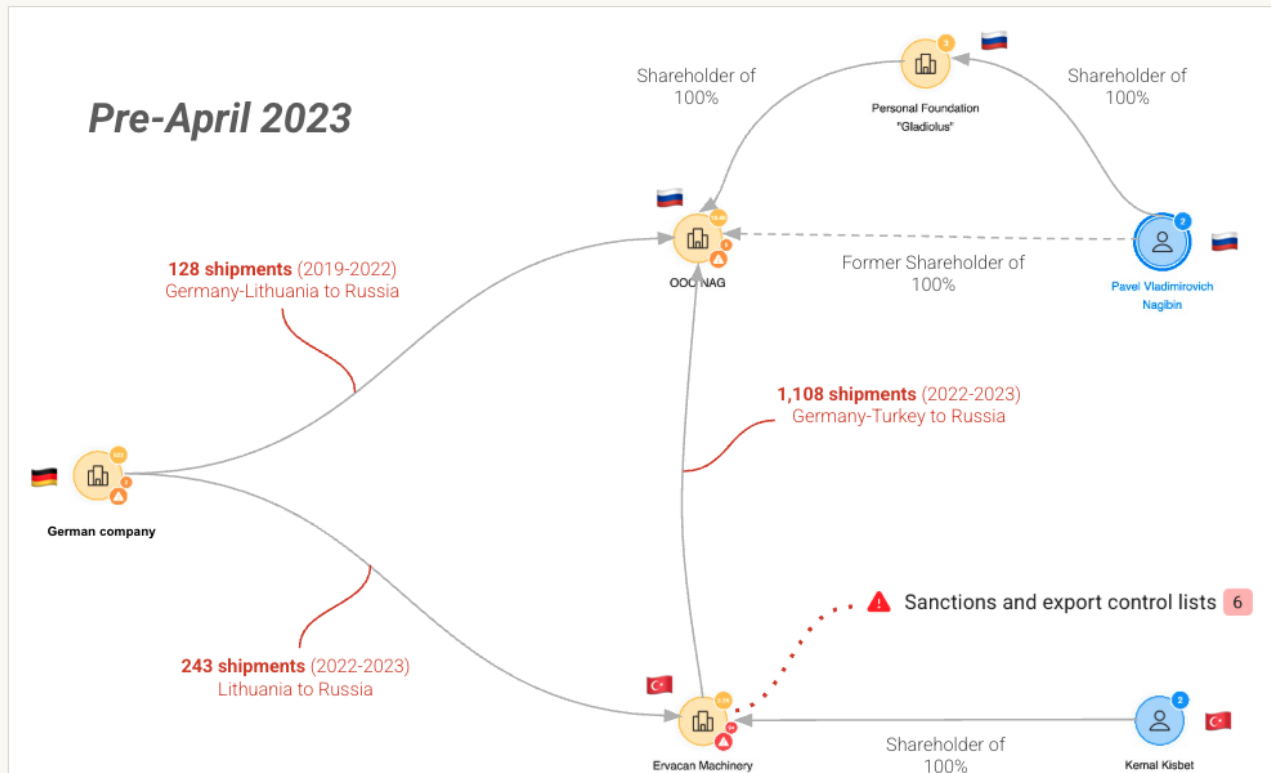 Pre-April 2023
Shareholder of
100%
3
Shareholder of
100%
Personal Foundation
"Gladiolus"
OOO NAG
Former Shareholder of
100%
2
Pavel Vladimirovich
Nagibin
128 shipments (2019-2022)
Germany-Lithuania to Russia
1,108 shipments (2022-2023)
Germany-Turkey to Russia
German company
Sanctions and export control lists 6
243 shipments (2022-2023)
Lithuania to Russia
Ervacan Machinery
Shareholder of
100%
2
Kemal Kisbet